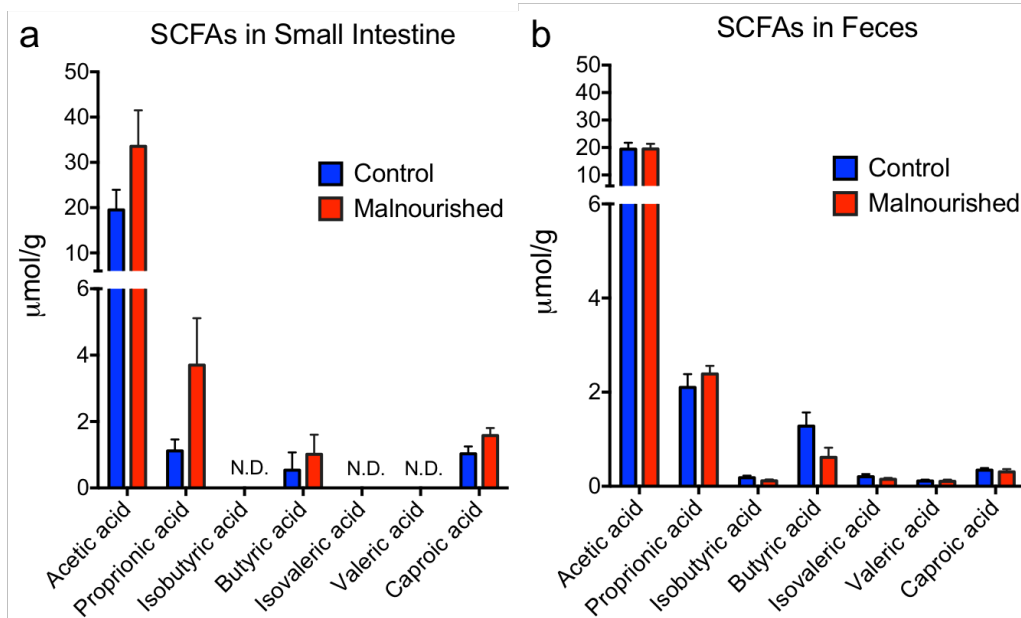 a
SCFAs in Small Intestine
50
40
30
20
10
6
4
2
0
μmol/g
Control
Malnourished
N.D.
N.D.
N.D.
Acetic acid
Proprionic acid
Isobutyric acid
Butyric acid
Isovaleric acid
Valeric acid
Caproic acid
b
SCFAs in Feces
50
40
30
20
10
6
4
2
0
μmol/g
Control
Malnourished
Acetic acid
Proprionic acid
Isobutyric acid
Butyric acid
Isovaleric acid
Valeric acid
Caproic acid